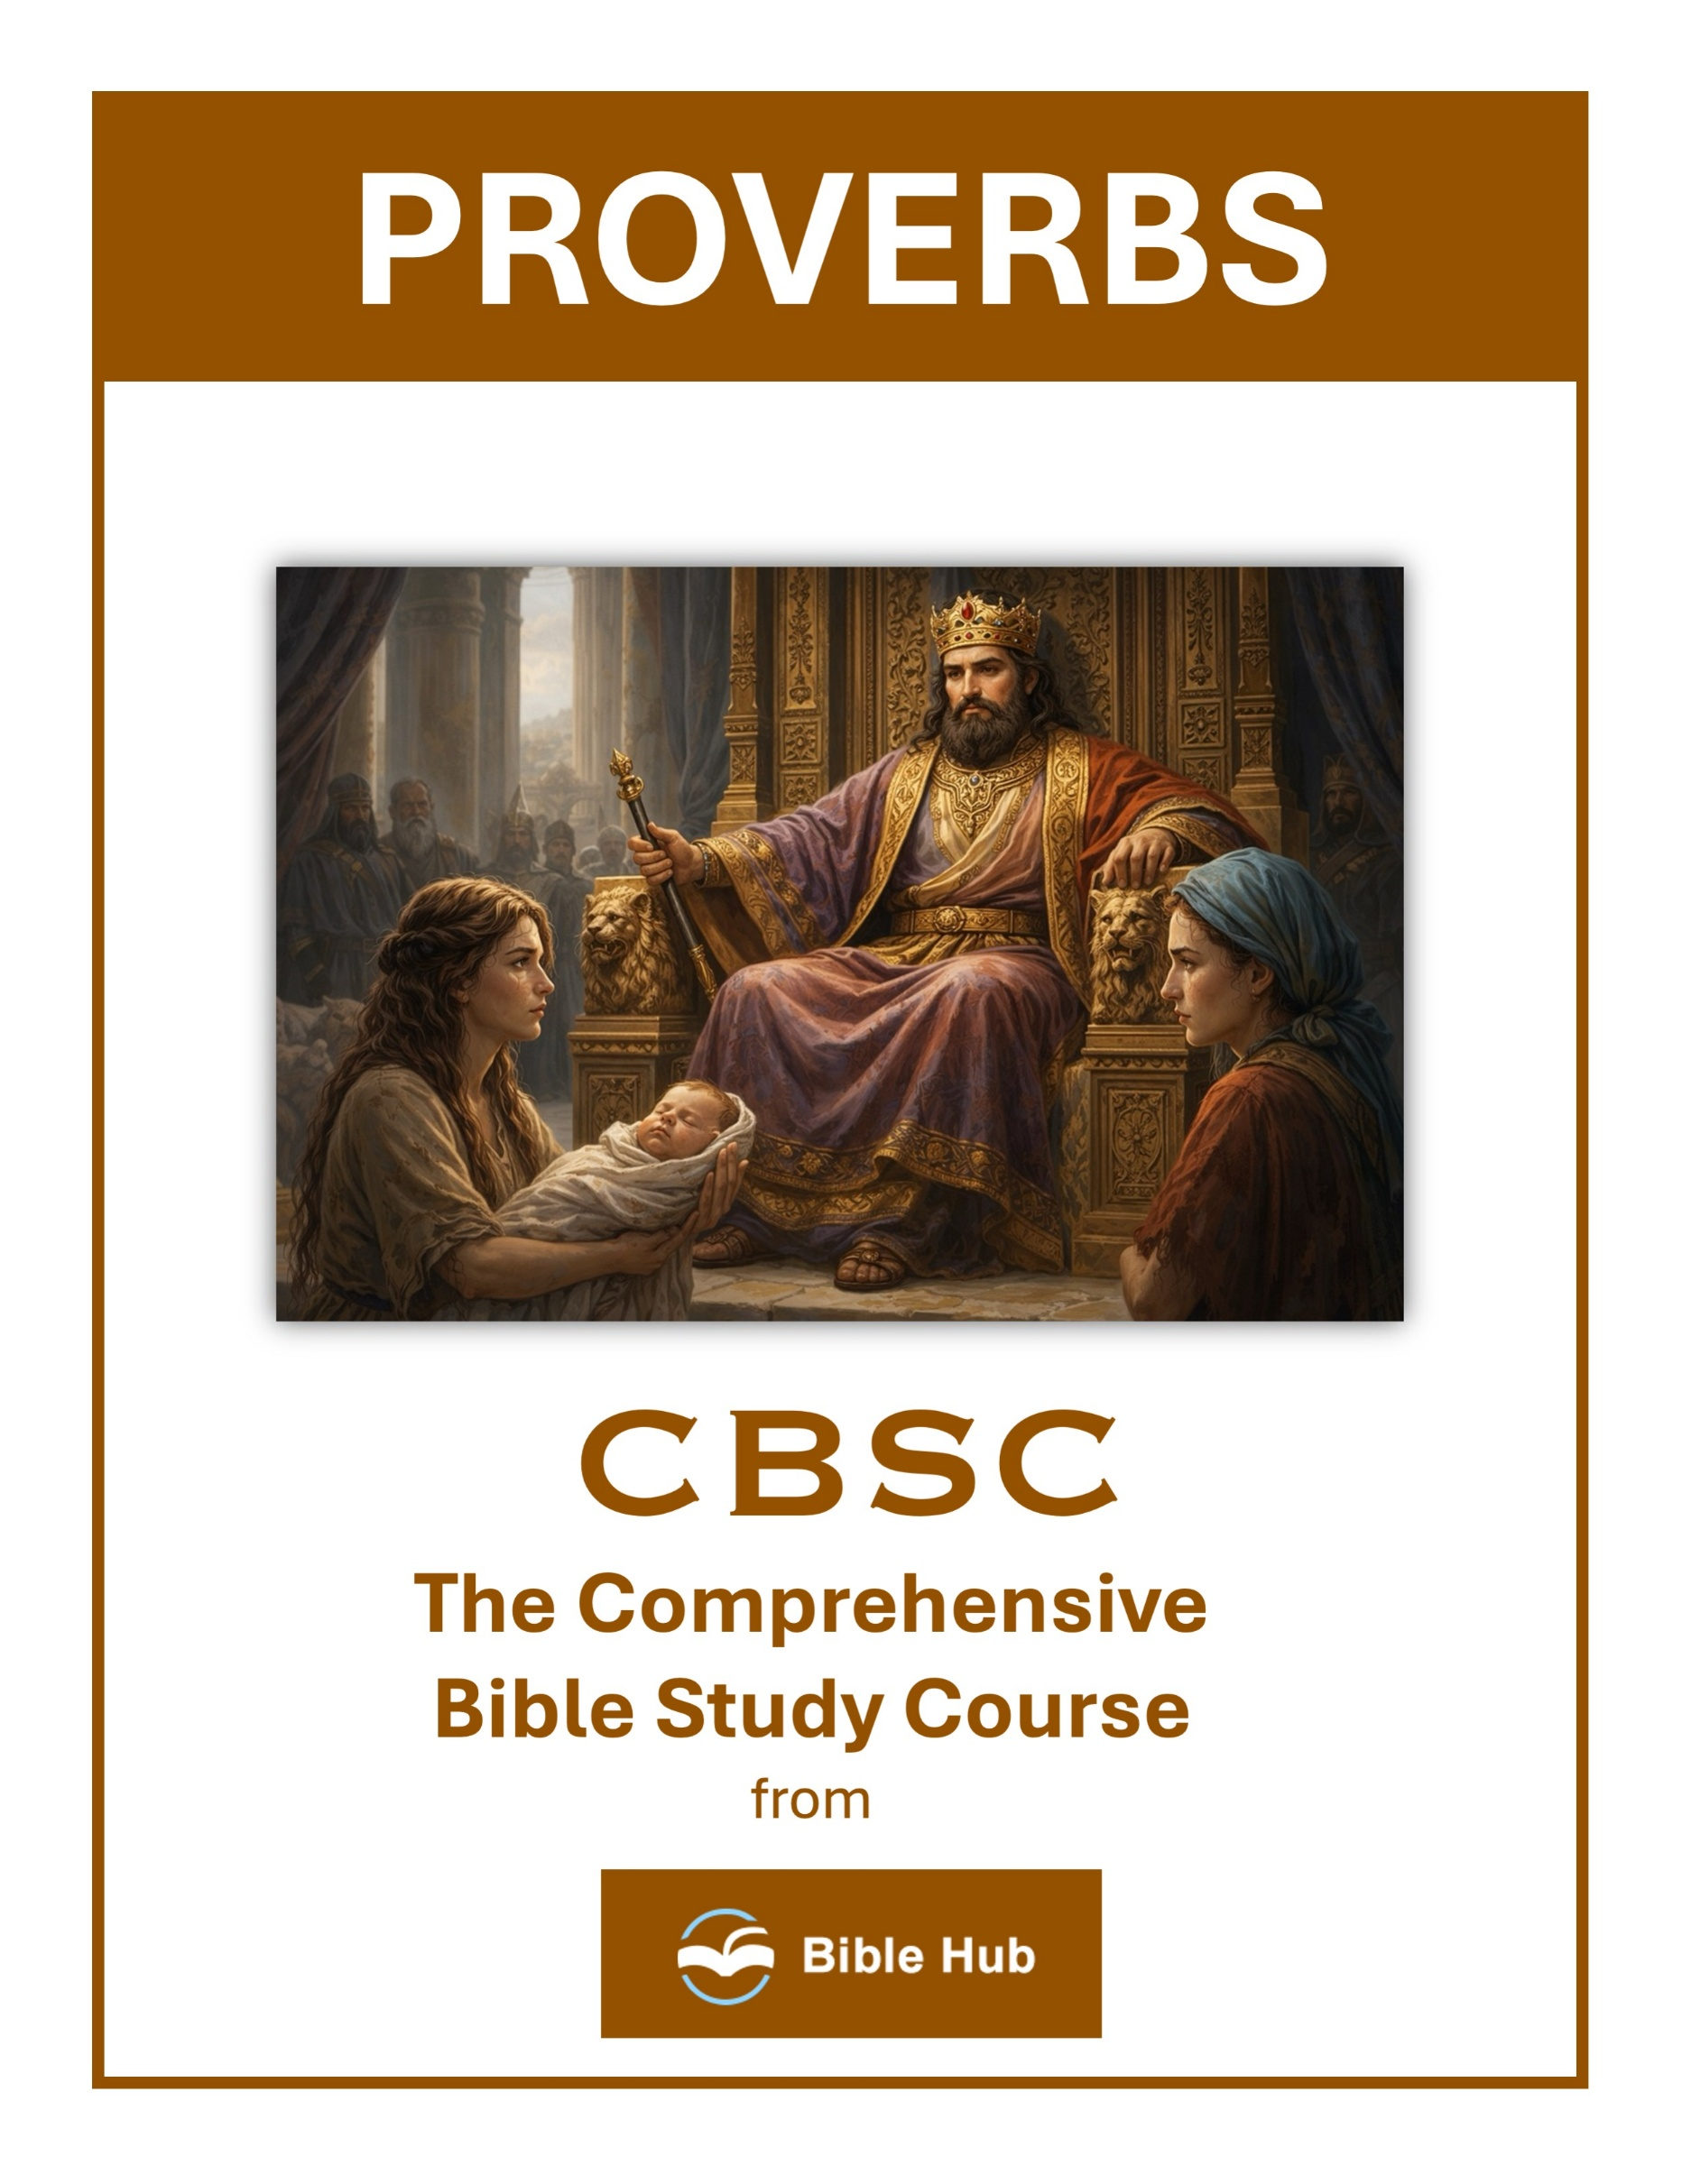 PROVERBS
CBSC
The Comprehensive
Bible Study Course
from
Bible Hub